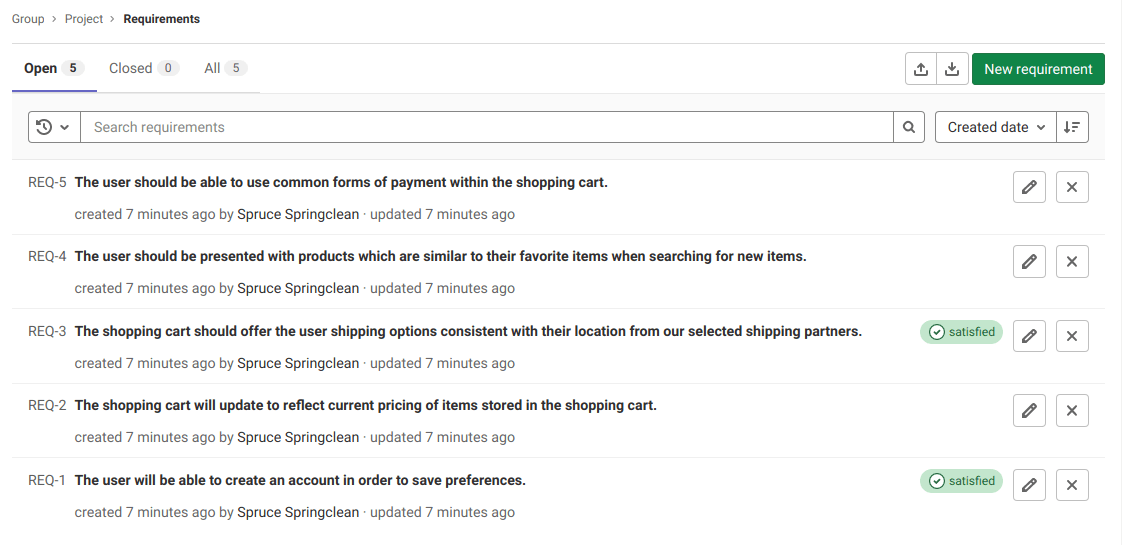 Group > Project > Requirements
Open 5 Closed 0 All 5 New requirement
Search requirements Created date
REQ-5 The user should be able to use common forms of payment within the shopping cart.
created 7 minutes ago by Spruce Springclean · updated 7 minutes ago
REQ-4 The user should be presented with products which are similar to their favorite items when searching for new items.
created 7 minutes ago by Spruce Springclean · updated 7 minutes ago
REQ-3 The shopping cart should offer the user shipping options consistent with their location from our selected shipping partners. satisfied
created 7 minutes ago by Spruce Springclean · updated 7 minutes ago
REQ-2 The shopping cart will update to reflect current pricing of items stored in the shopping cart.
created 7 minutes ago by Spruce Springclean · updated 7 minutes ago
REQ-1 The user will be able to create an account in order to save preferences. satisfied
created 7 minutes ago by Spruce Springclean · updated 7 minutes ago